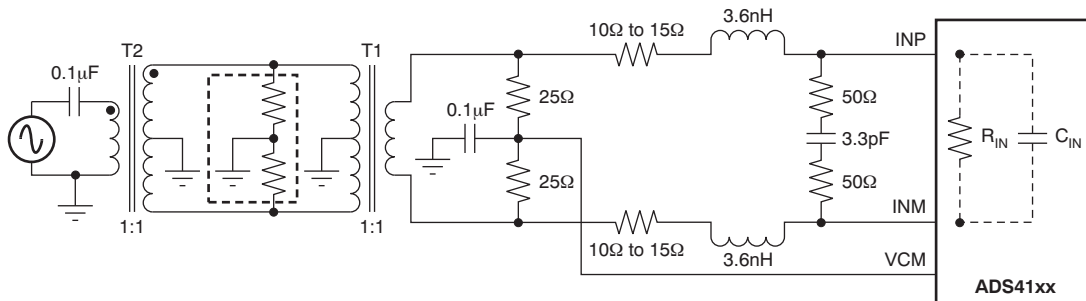 3.6nH
10Ω to 15Ω
INP
T2
T1
0.1μF
0.1μF
25Ω
50Ω
3.3pF
R_IN
C_IN
25Ω
50Ω
INM
1:1
1:1
10Ω to 15Ω
3.6nH
VCM
ADS41xx